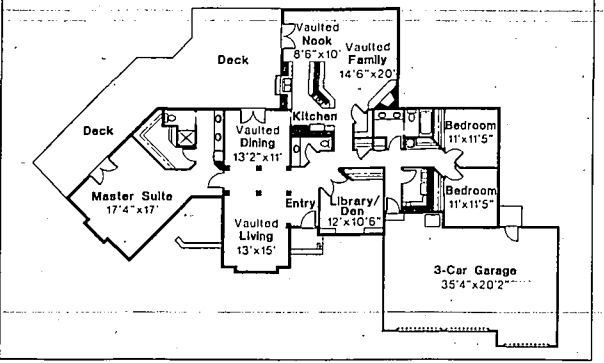 Vaulted
Nook
8'6"x10'
Vaulted
Family
14'6"x20'
Deck
Kitchen
Deck
Vaulted
Dining
13'2"x11'
Bedroom
11'x11'5"
Master Suite
17'4"x17'
Entry
Library/
Den
12'x10'6"
Bedroom
11'x11'5"
Vaulted
Living
13'x15'
3-Car Garage
35'4"x20'2"